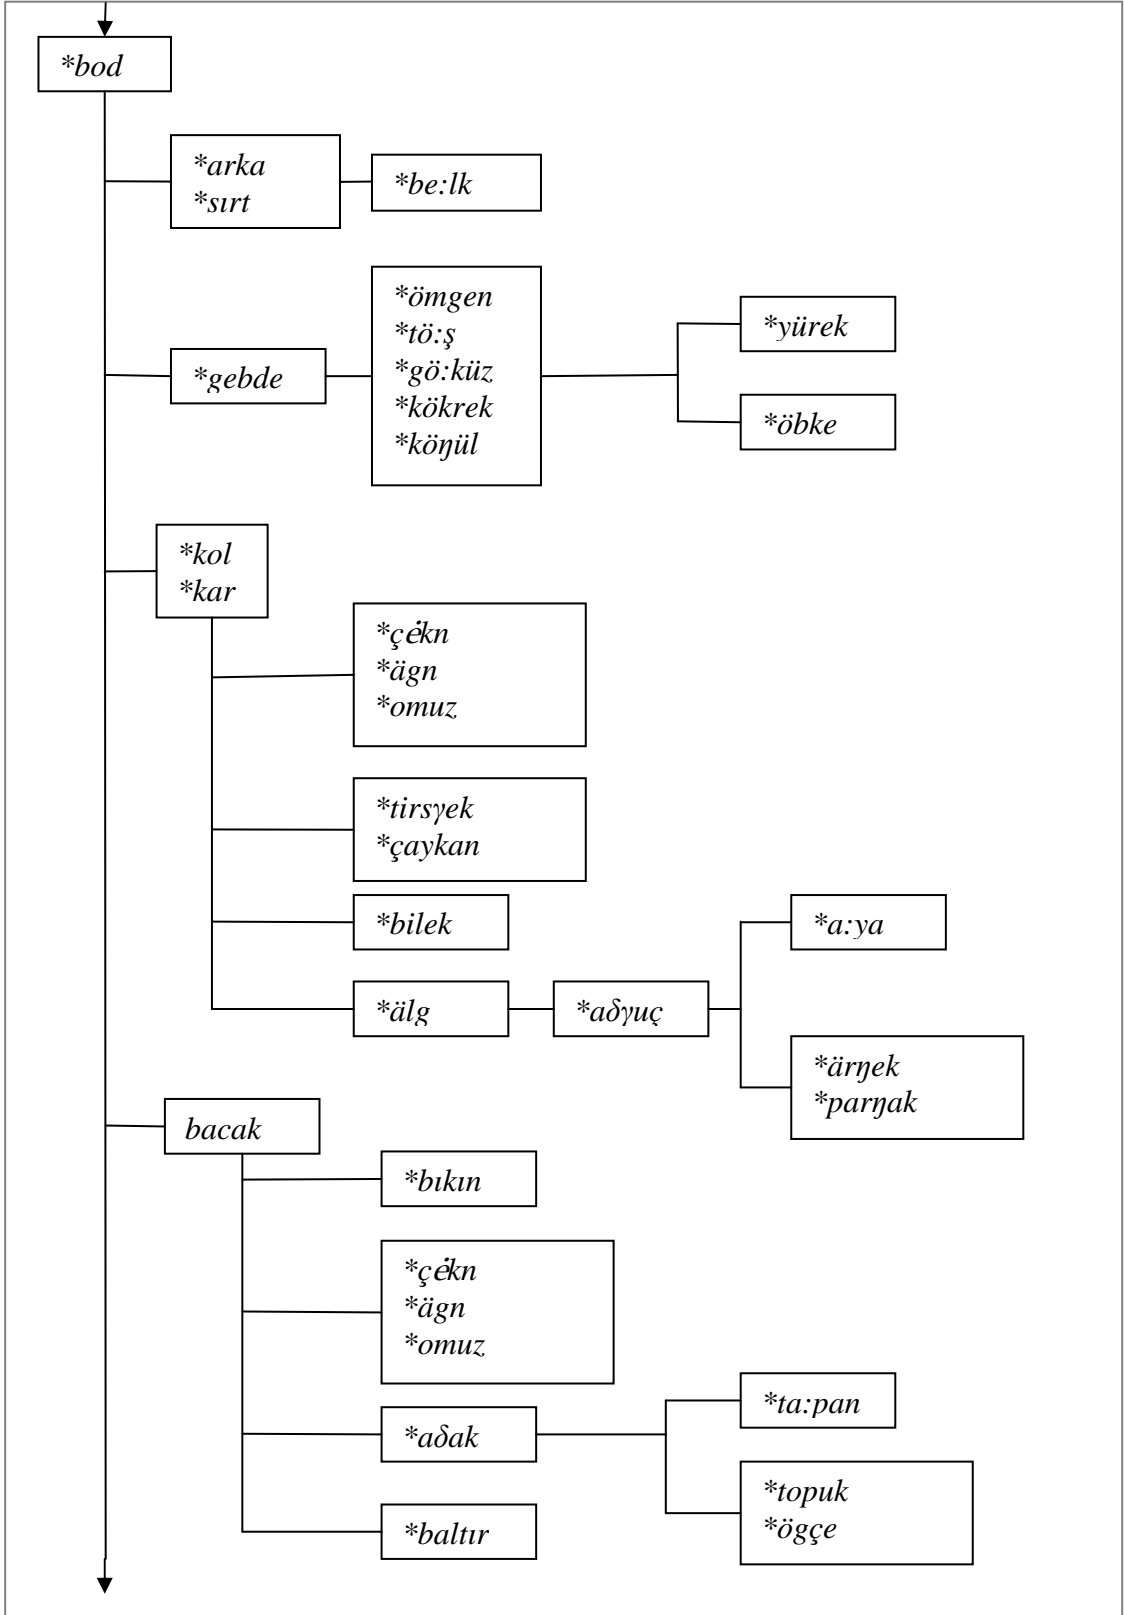 *bod
*arka
*sırt
*be:lk
*gebde
*ömgen
*tö:ş
*gö:küz
*kökrek
*köŋül
*yürek
*öbke
*kol
*kar
*çėkn
*ägn
*omuz
*tirsγek
*çaykan
*bilek
*älg
*aδγuç
*a:ya
*ärŋek
*parŋak
bacak
*bıkın
*çėkn
*ägn
*omuz
*aδak
*ta:pan
*topuk
*ögçe
*baltır